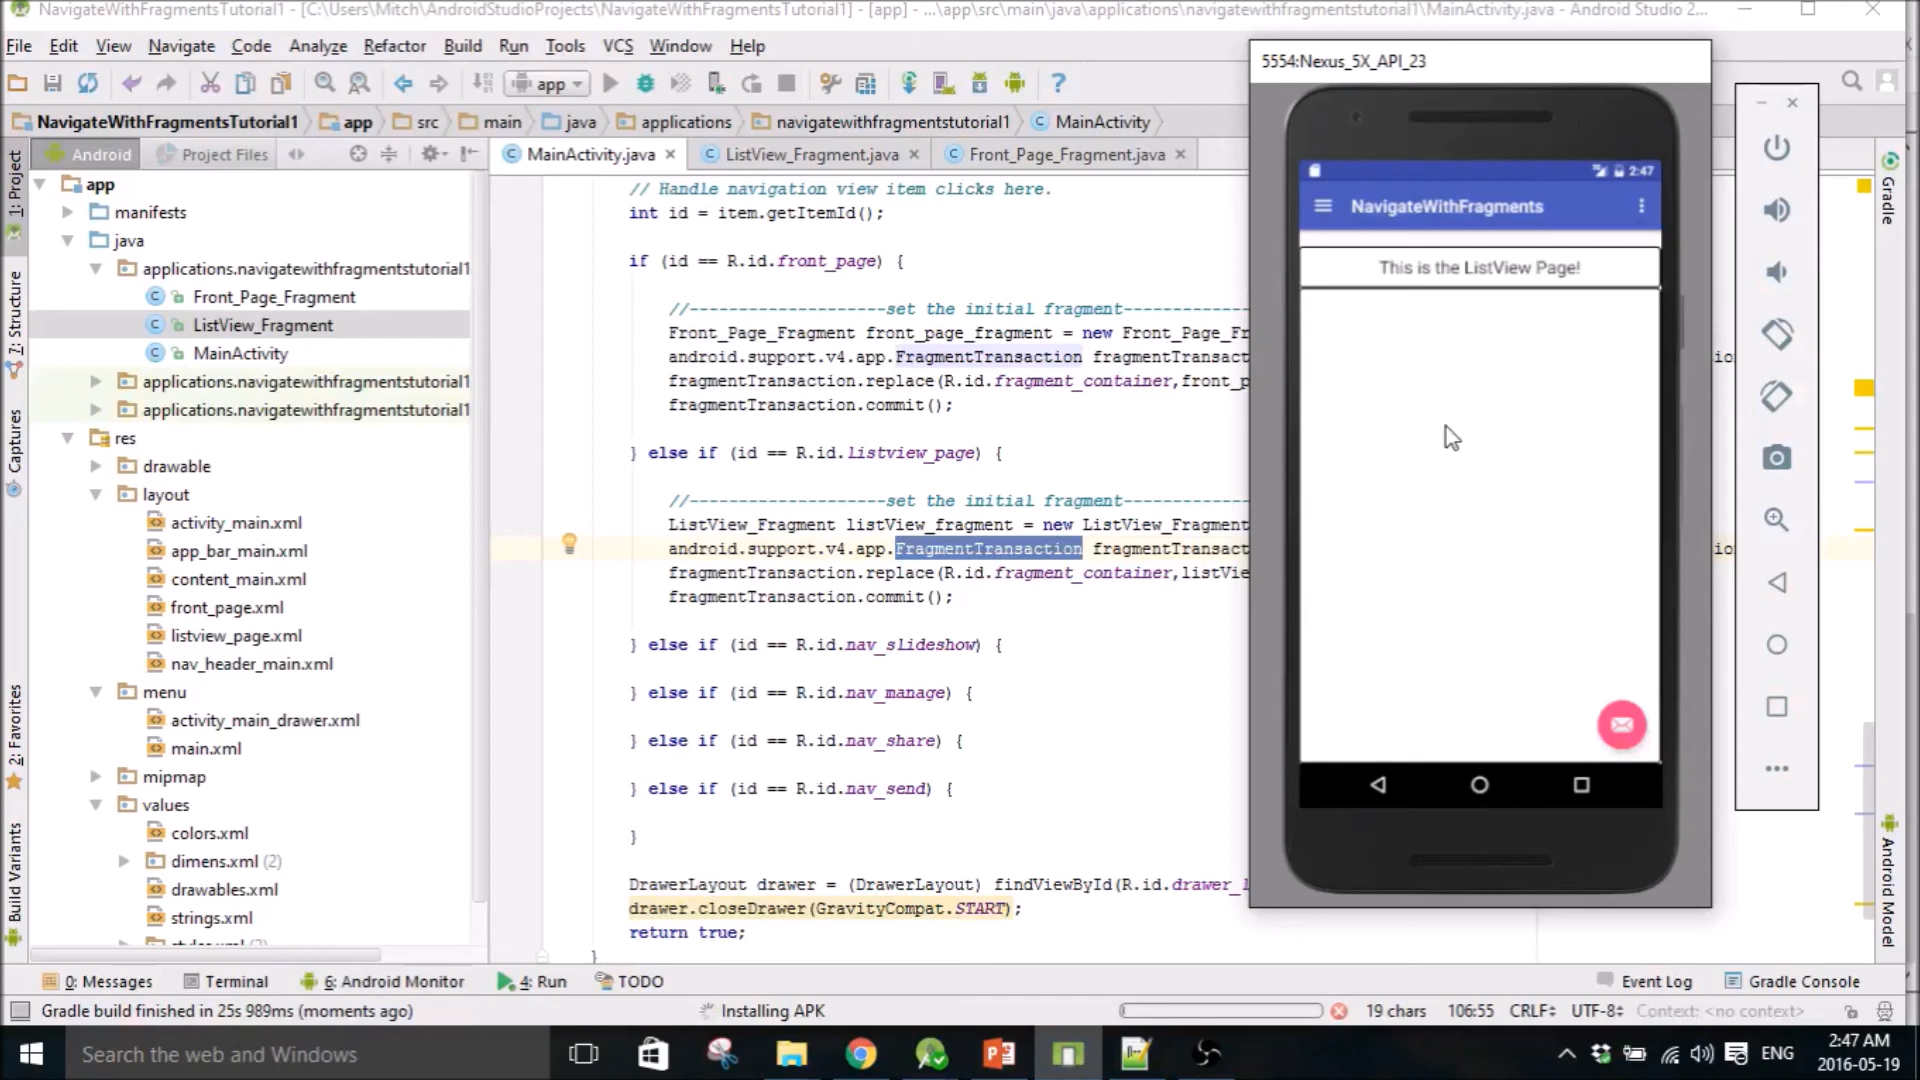 NavigateWithFragmentsTutorial1 - [C:\Users\Mitch\AndroidStudioProjects\NavigateWithFragmentsTutorial1] - [app] - ...\app\src\main\java\applications\navigatewithfragmentstutorial1\MainActivity.java - Android Studio 2...
File Edit View Navigate Code Analyze Refactor Build Run Tools VCS Window Help
app
NavigateWithFragmentsTutorial1 app src main java applications navigatewithfragmentstutorial1 MainActivity
Android Project Files
MainActivity.java ListView_Fragment.java Front_Page_Fragment.java
1: Project
7: Structure
Captures
2: Favorites
Build Variants
app
manifests
java
applications.navigatewithfragmentstutorial1
Front_Page_Fragment
ListView_Fragment
MainActivity
applications.navigatewithfragmentstutorial1
applications.navigatewithfragmentstutorial1
res
drawable
layout
activity_main.xml
app_bar_main.xml
content_main.xml
front_page.xml
listview_page.xml
nav_header_main.xml
menu
activity_main_drawer.xml
main.xml
mipmap
values
colors.xml
dimens.xml (2)
drawables.xml
strings.xml
// Handle navigation view item clicks here.
int id = item.getItemId();
if (id == R.id.front_page) {
//--------------------set the initial fragment-------------
Front_Page_Fragment front_page_fragment = new Front_Page_Fr
android.support.v4.app.FragmentTransaction fragmentTransact
fragmentTransaction.replace(R.id.fragment_container,front_p
fragmentTransaction.commit();
} else if (id == R.id.listview_page) {
//--------------------set the initial fragment-------------
ListView_Fragment listView_fragment = new ListView_Fragment
android.support.v4.app.FragmentTransaction fragmentTransact
fragmentTransaction.replace(R.id.fragment_container,listVie
fragmentTransaction.commit();
} else if (id == R.id.nav_slideshow) {
} else if (id == R.id.nav_manage) {
} else if (id == R.id.nav_share) {
} else if (id == R.id.nav_send) {
}
DrawerLayout drawer = (DrawerLayout) findViewById(R.id.drawer_l
drawer.closeDrawer(GravityCompat.START);
return true;
}
5554:Nexus_5X_API_23
2:47
NavigateWithFragments
This is the ListView Page!
Gradle
Android Model
0: Messages Terminal 6: Android Monitor 4: Run TODO Event Log Gradle Console
Gradle build finished in 25s 989ms (moments ago) Installing APK 19 chars 106:55 CRLF UTF-8 Context: <no context>
Search the web and Windows
ENG
2:47 AM
2016-05-19